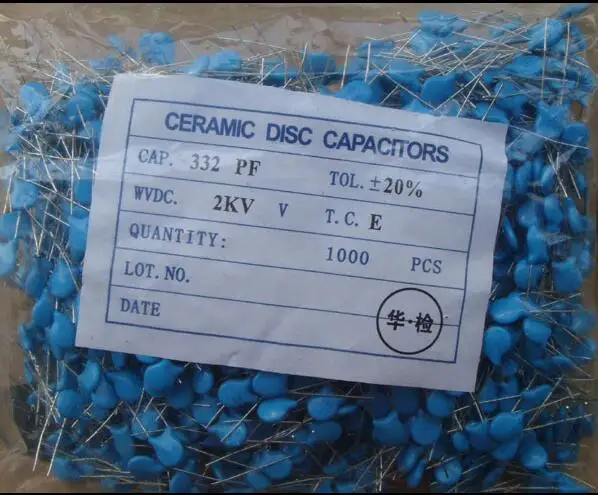 CERAMIC DISC CAPACITORS
CAP. 332 PF TOL. ±20%
WVDC. 2KV V T.C. E
QUANTITY: 1000 PCS
LOT.NO.
DATE
华·检